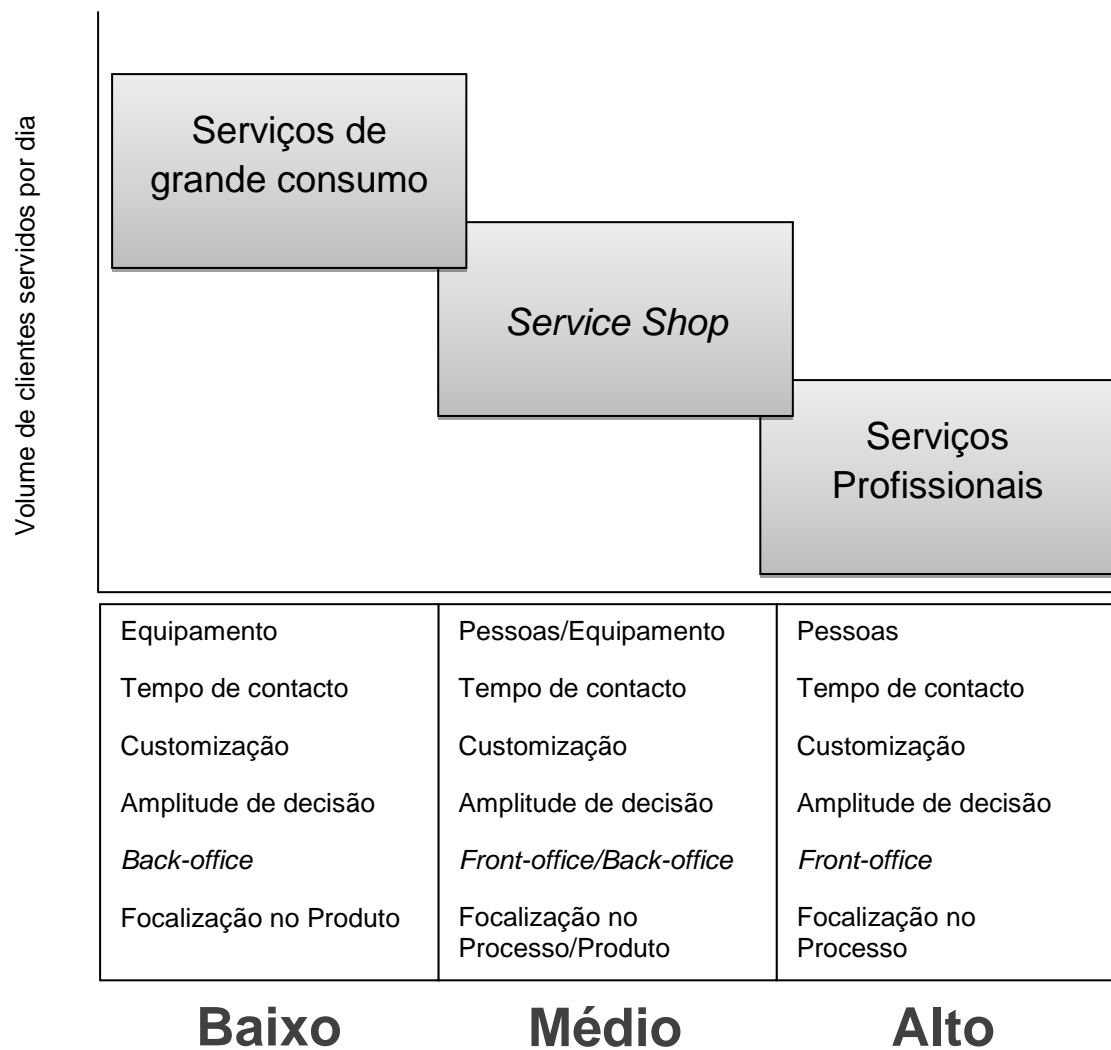 Volume de clientes servidos por dia
Serviços de
grande consumo
Service Shop
Serviços
Profissionais
Equipamento
Tempo de contacto
Customização
Amplitude de decisão
Back-office
Focalização no Produto
Pessoas/Equipamento
Tempo de contacto
Customização
Amplitude de decisão
Front-office/Back-office
Focalização no
Processo/Produto
Pessoas
Tempo de contacto
Customização
Amplitude de decisão
Front-office
Focalização no
Processo
Baixo
Médio
Alto